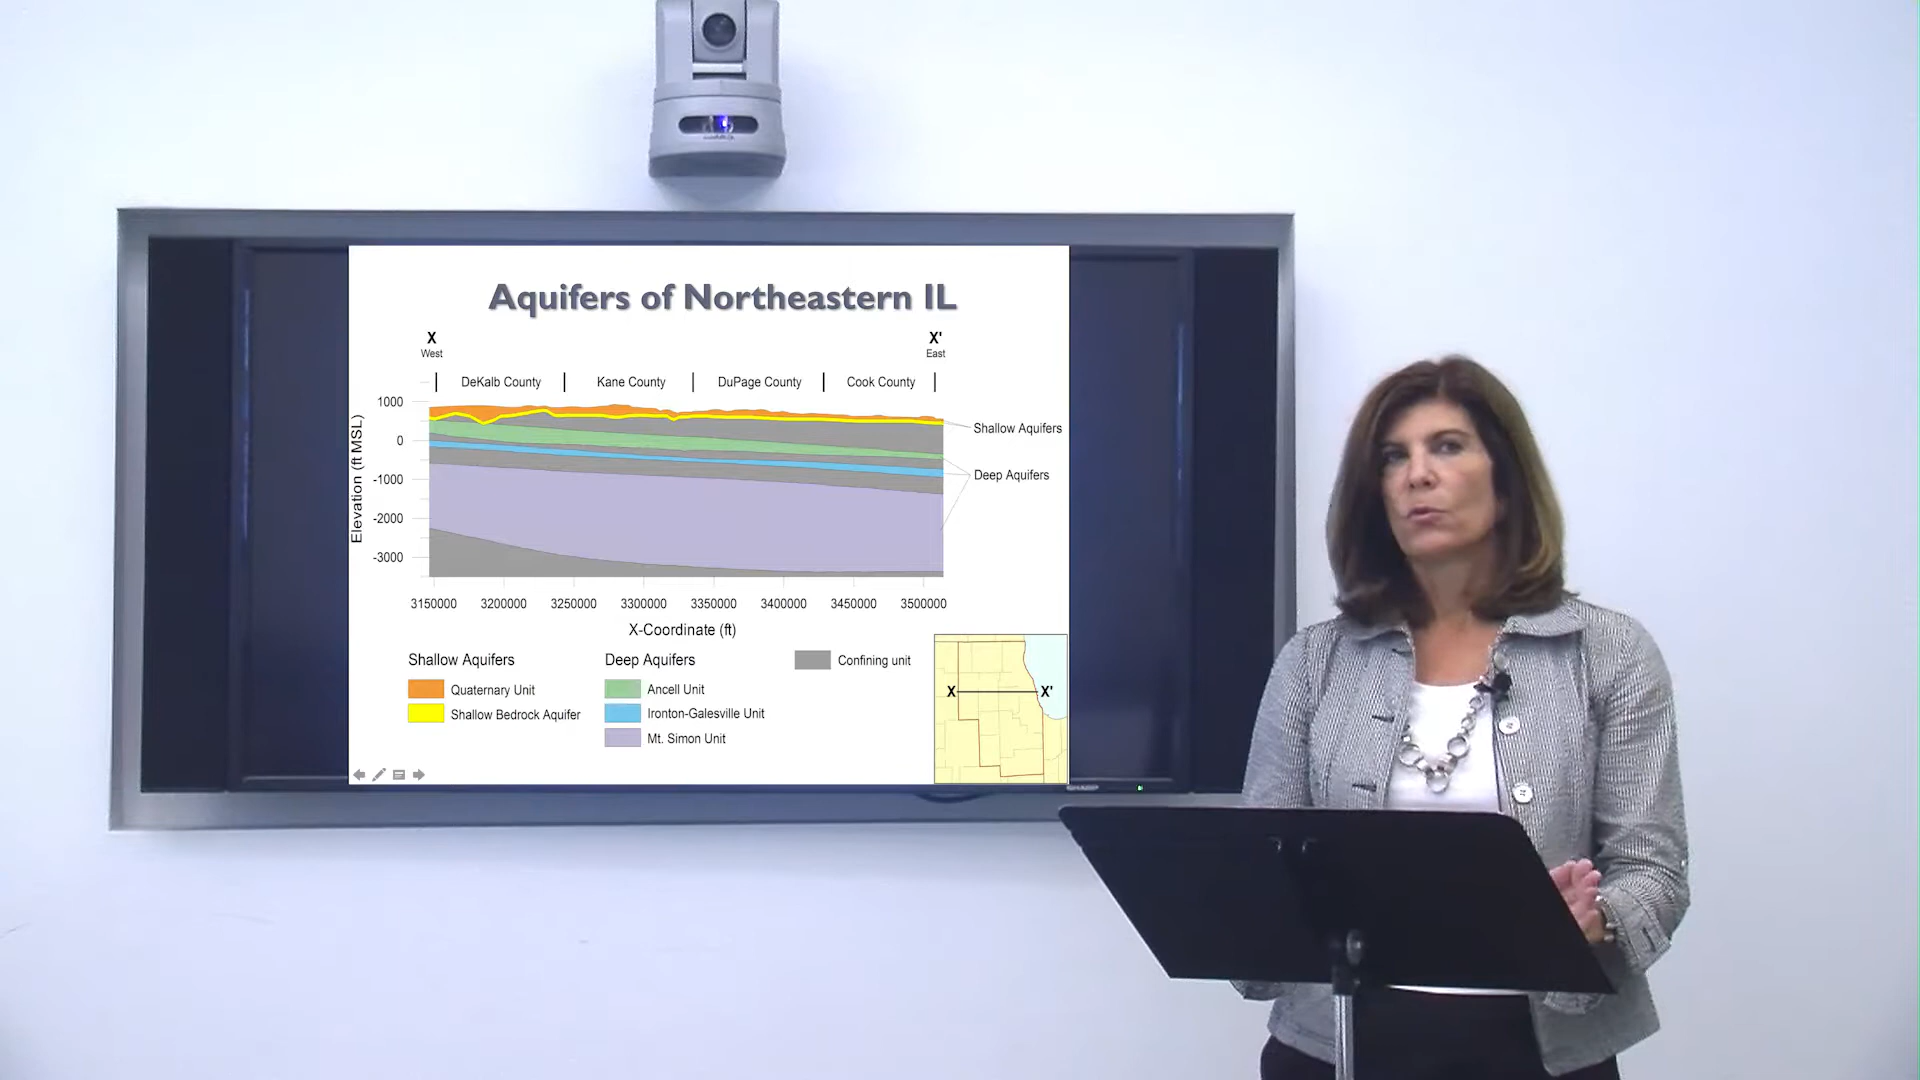 Aquifers of Northeastern IL
X X'
West East
DeKalb County Kane County DuPage County Cook County
1000
0
-1000
-2000
-3000
Elevation (ft MSL)
Shallow Aquifers
Deep Aquifers
3150000 3200000 3250000 3300000 3350000 3400000 3450000 3500000
X-Coordinate (ft)
Shallow Aquifers
Quaternary Unit
Shallow Bedrock Aquifer
Deep Aquifers
Ancell Unit
Ironton-Galesville Unit
Mt. Simon Unit
Confining unit
X X'